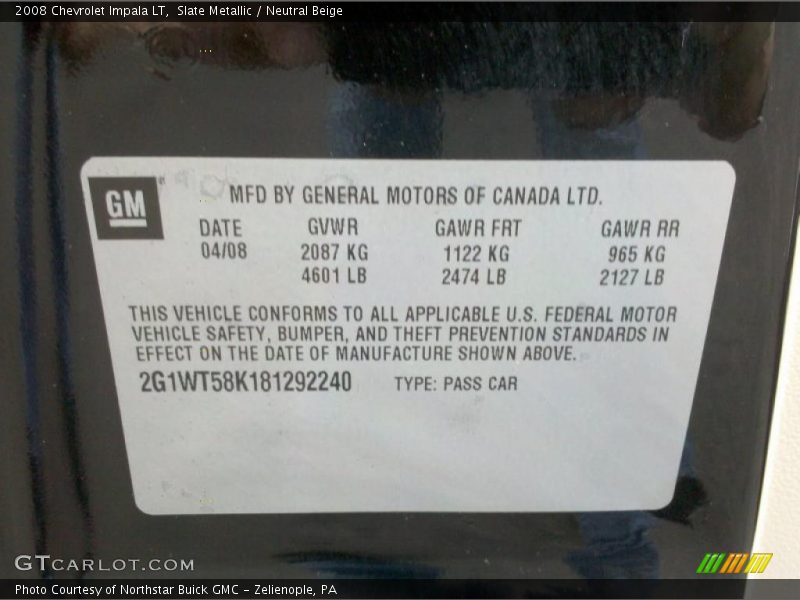 2008 Chevrolet Impala LT, Slate Metallic / Neutral Beige
GM
MFD BY GENERAL MOTORS OF CANADA LTD.
DATE GVWR GAWR FRT GAWR RR
04/08 2087 KG 1122 KG 965 KG
4601 LB 2474 LB 2127 LB
THIS VEHICLE CONFORMS TO ALL APPLICABLE U.S. FEDERAL MOTOR
VEHICLE SAFETY, BUMPER, AND THEFT PREVENTION STANDARDS IN
EFFECT ON THE DATE OF MANUFACTURE SHOWN ABOVE.
2G1WT58K181292240 TYPE: PASS CAR
GTCARLOT.COM
Photo Courtesy of Northstar Buick GMC - Zelienople, PA